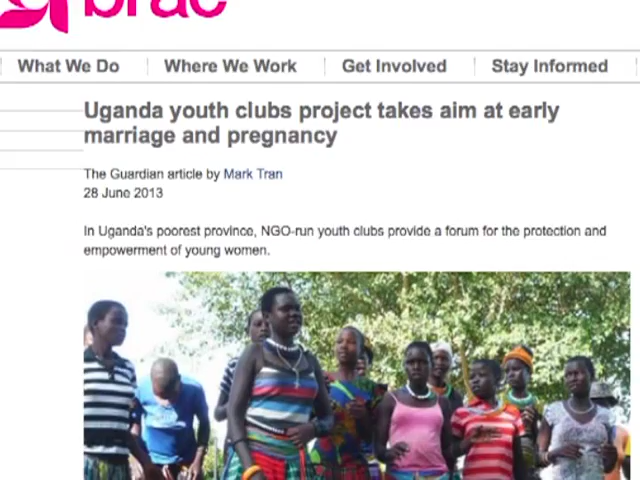 brac
What We Do
Where We Work
Get Involved
Stay Informed
Uganda youth clubs project takes aim at early
marriage and pregnancy
The Guardian article by Mark Tran
28 June 2013
In Uganda's poorest province, NGO-run youth clubs provide a forum for the protection and
empowerment of young women.